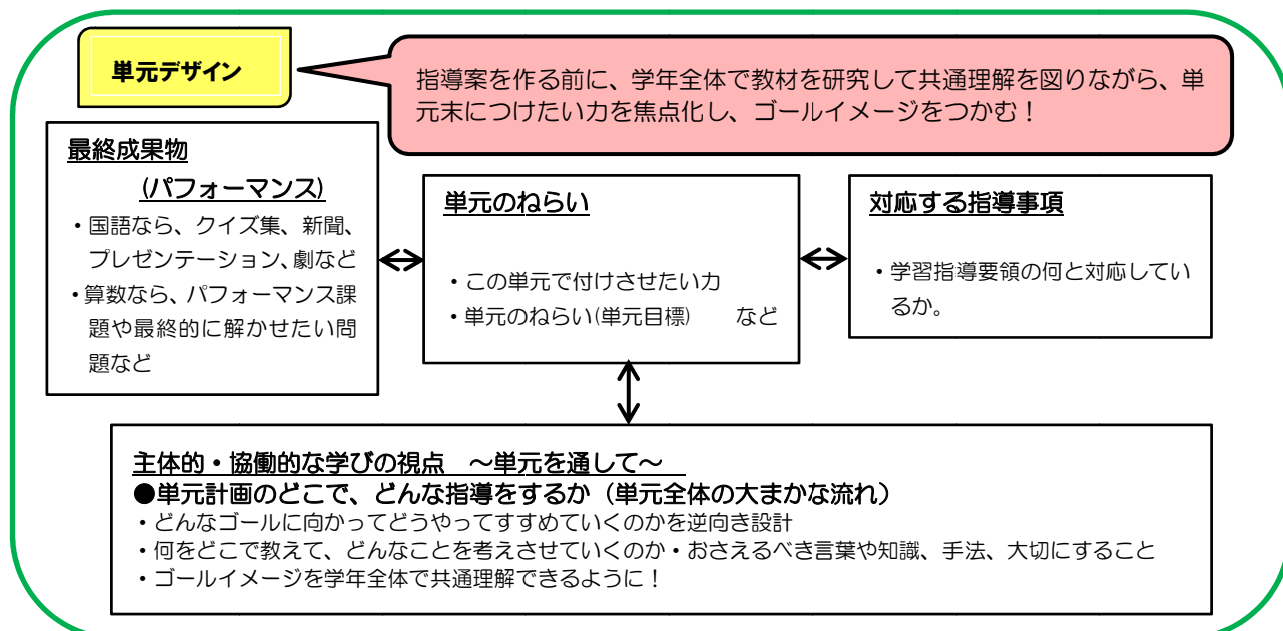 単元デザイン
指導案を作る前に、学年全体で教材を研究して共通理解を図りながら、単
元末につけたい力を焦点化し、ゴールイメージをつかむ！
最終成果物
(パフォーマンス)
・国語なら、クイズ集、新聞、
プレゼンテーション、劇など
・算数なら、パフォーマンス課
題や最終的に解かせたい問
題など
単元のねらい
・この単元で付けさせたい力
・単元のねらい(単元目標)　　など
対応する指導事項
・学習指導要領の何と対応してい
るか。
主体的・協働的な学びの視点　～単元を通して～
●単元計画のどこで、どんな指導をするか（単元全体の大まかな流れ）
・どんなゴールに向かってどうやってすすめていくのかを逆向き設計
・何をどこで教えて、どんなことを考えさせていくのか・おさえるべき言葉や知識、手法、大切にすること
・ゴールイメージを学年全体で共通理解できるように！